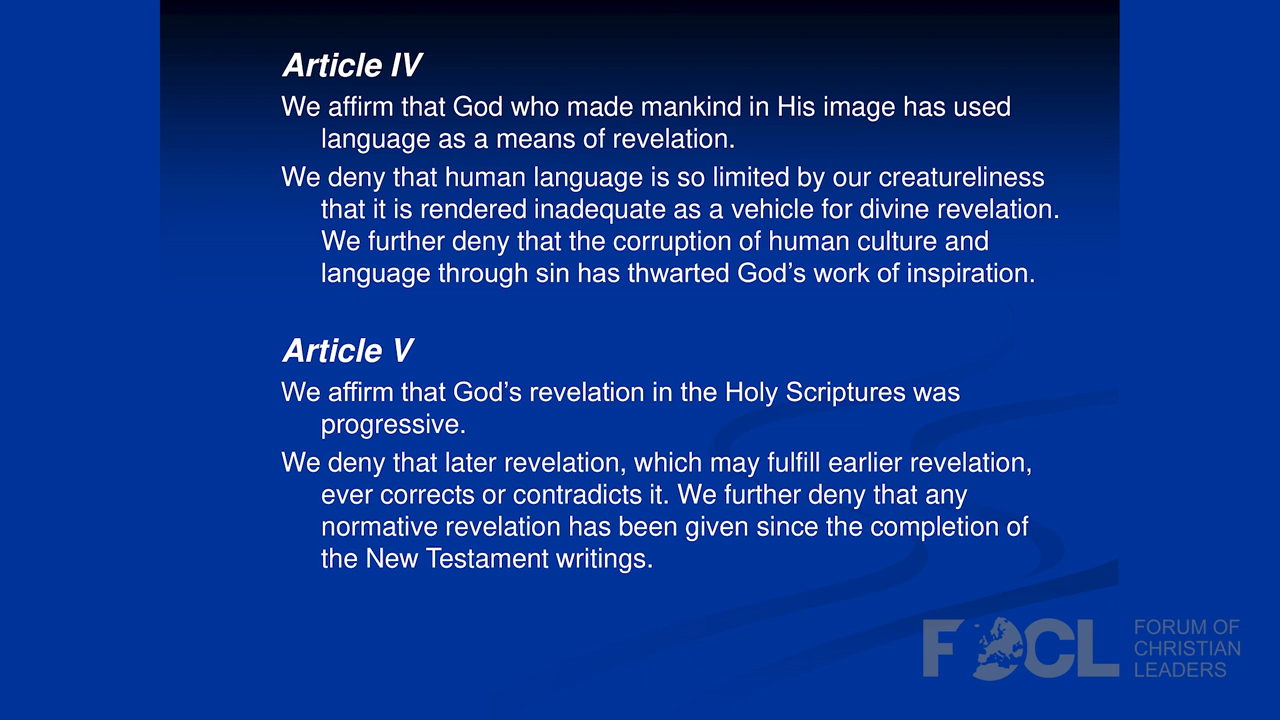 Article IV
We affirm that God who made mankind in His image has used
language as a means of revelation.
We deny that human language is so limited by our creatureliness
that it is rendered inadequate as a vehicle for divine revelation.
We further deny that the corruption of human culture and
language through sin has thwarted God’s work of inspiration.
Article V
We affirm that God’s revelation in the Holy Scriptures was
progressive.
We deny that later revelation, which may fulfill earlier revelation,
ever corrects or contradicts it. We further deny that any
normative revelation has been given since the completion of
the New Testament writings.
FOCL
FORUM OF
CHRISTIAN
LEADERS